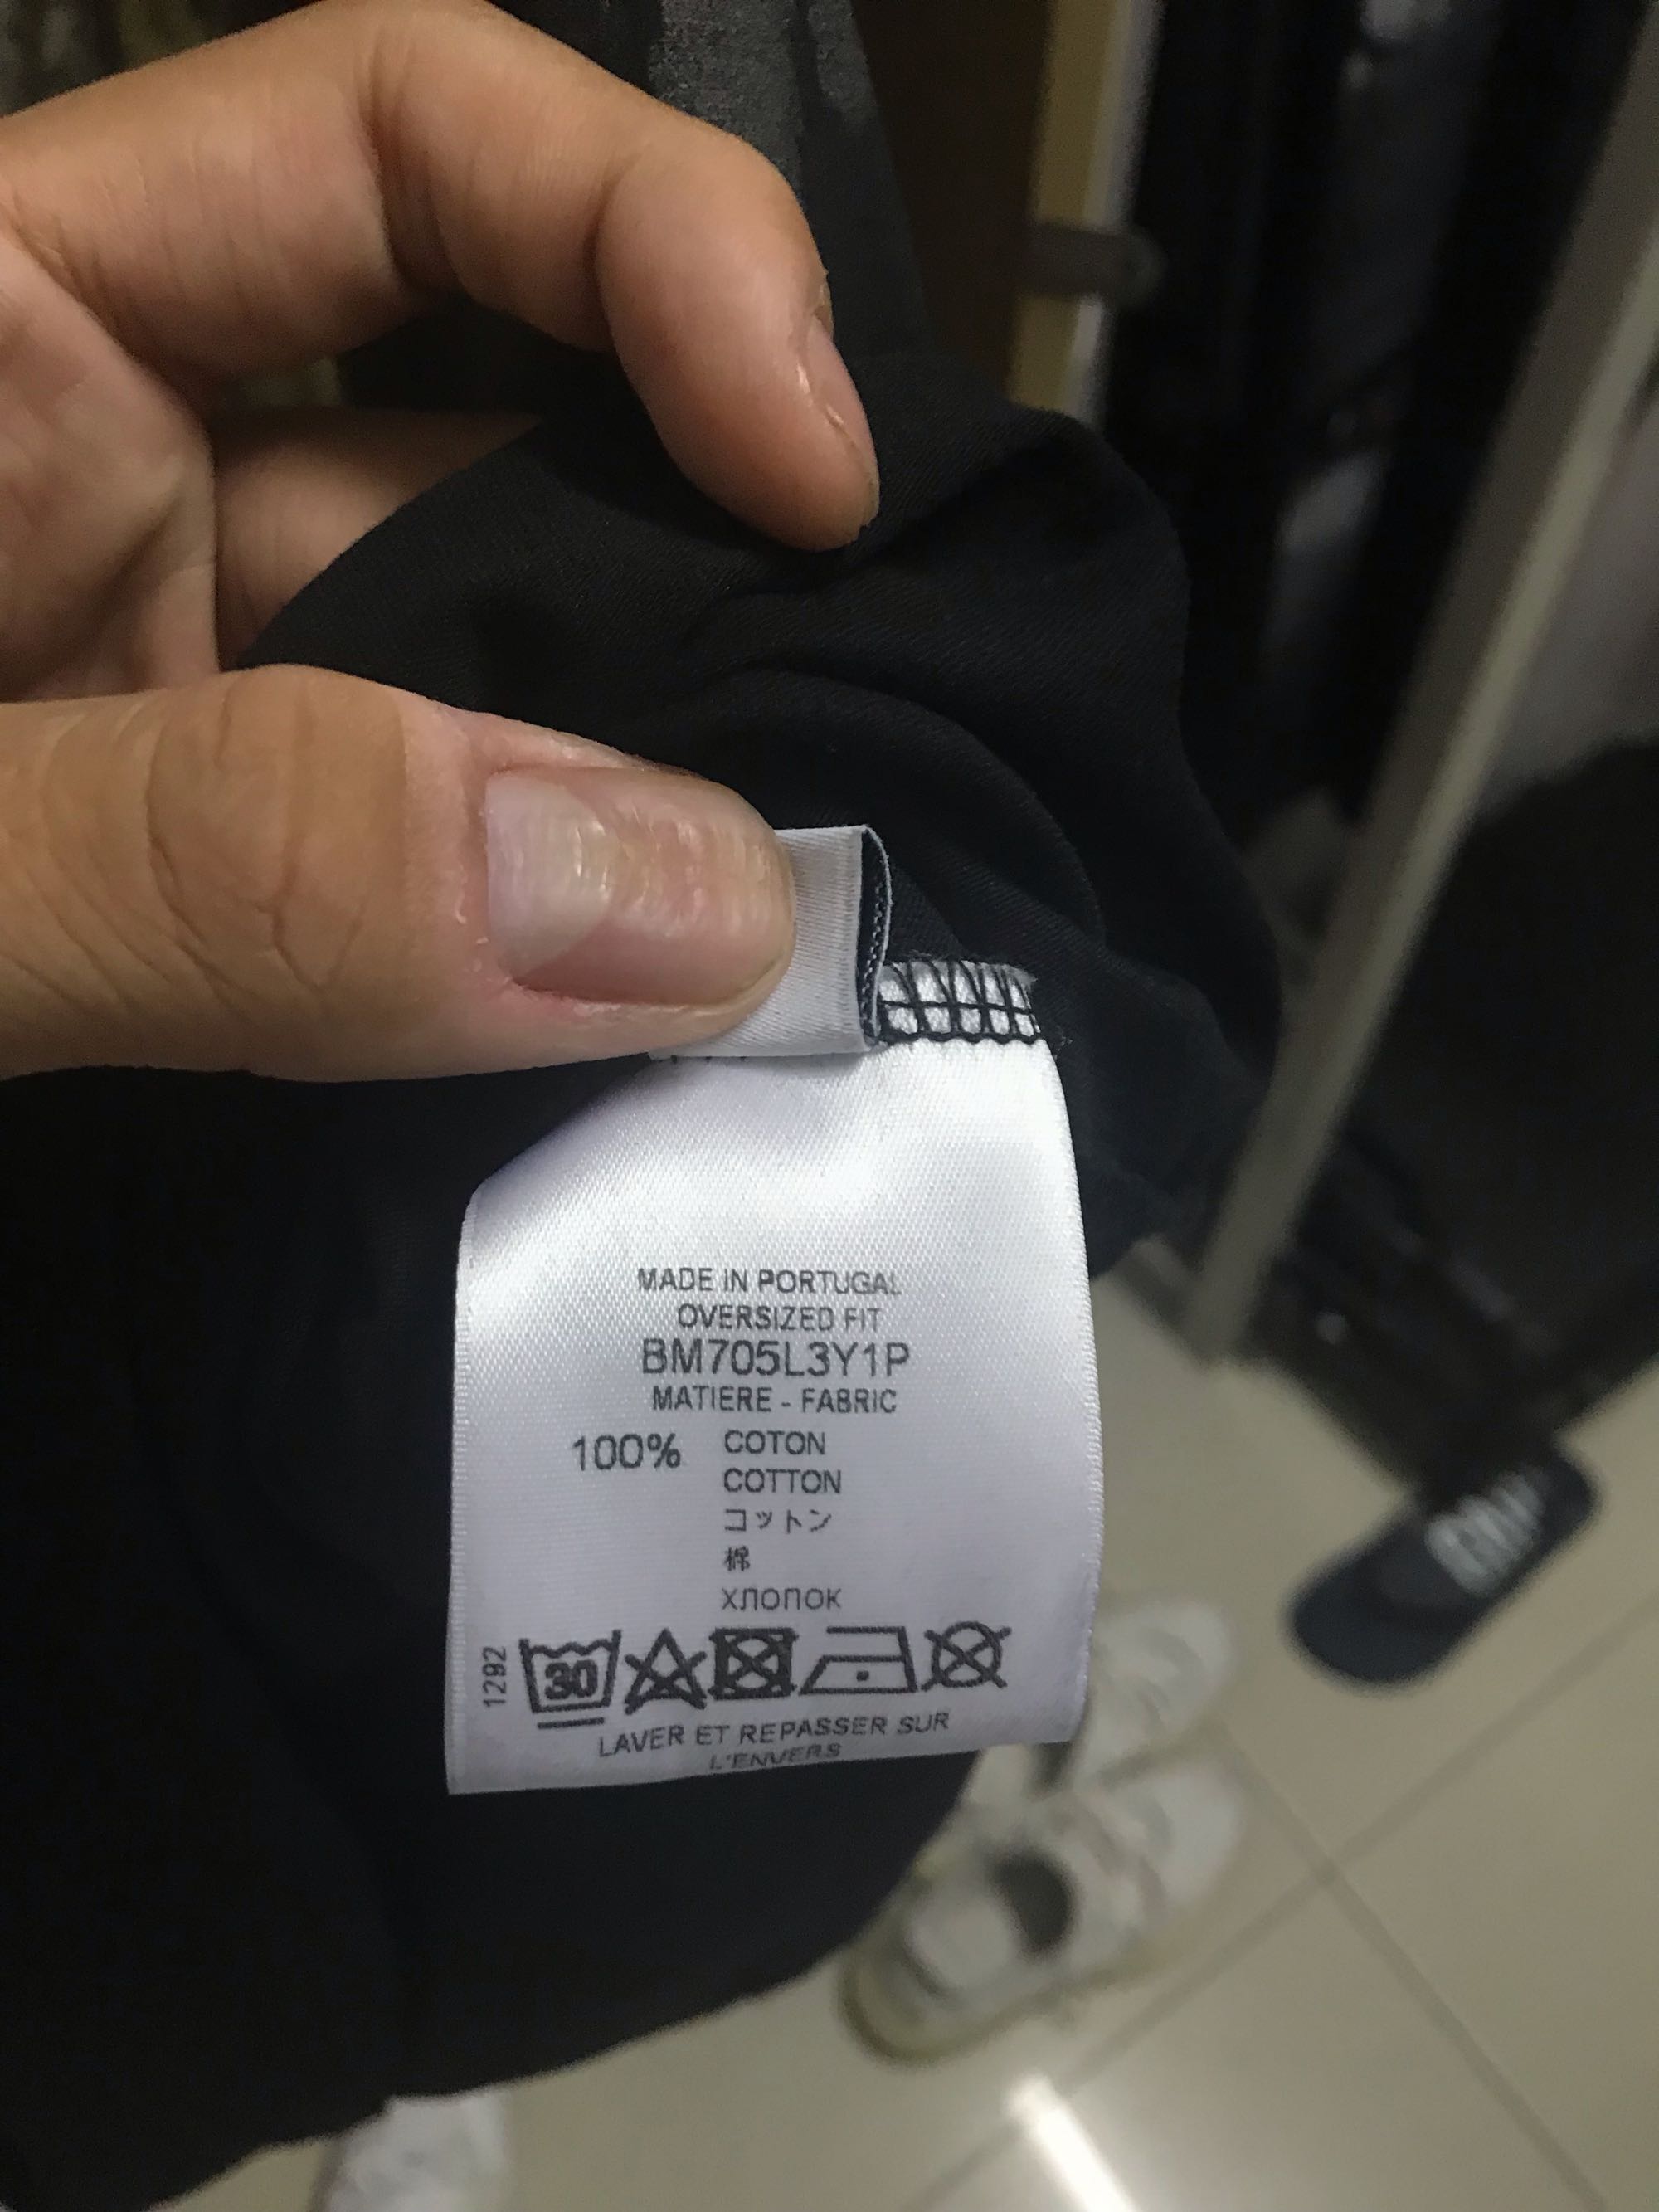 MADE IN PORTUGAL
OVERSIZED FIT
BM705L3Y1P
MATIERE - FABRIC
100% COTON
COTTON
コットン
棉
ХЛОПОК
1292
30
LAVER ET REPASSER SUR
L'ENVERS